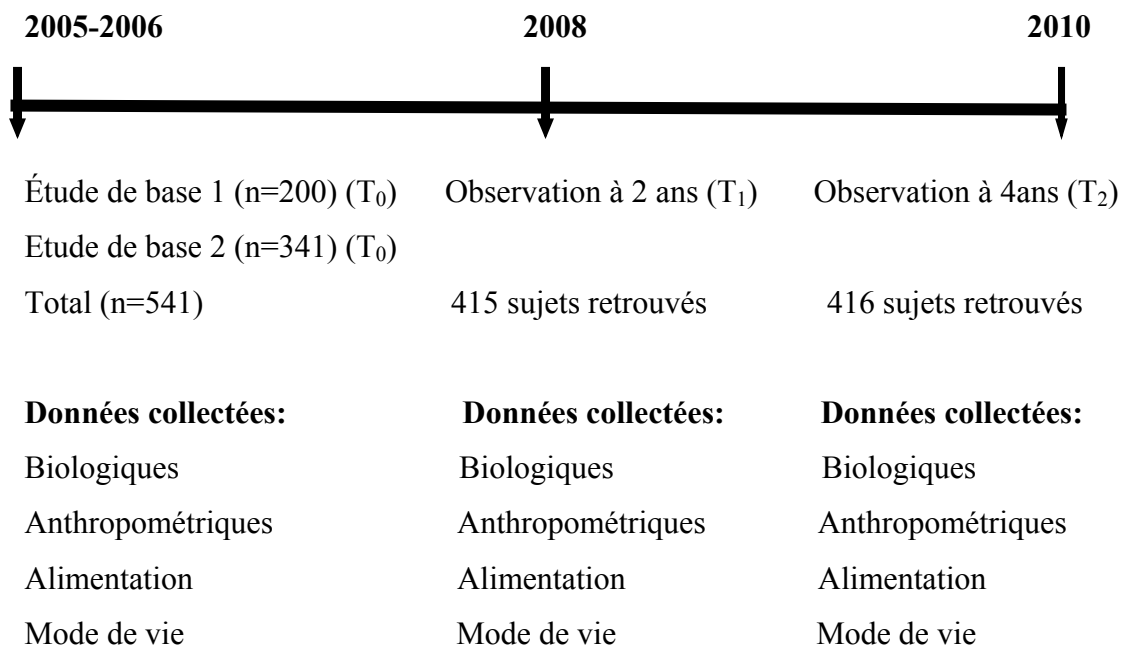 2005-2006 2008 2010
Étude de base 1 (n=200) (T₀) Observation à 2 ans (T₁) Observation à 4ans (T₂)
Etude de base 2 (n=341) (T₀)
Total (n=541) 415 sujets retrouvés 416 sujets retrouvés
Données collectées: Données collectées: Données collectées:
Biologiques Biologiques Biologiques
Anthropométriques Anthropométriques Anthropométriques
Alimentation Alimentation Alimentation
Mode de vie Mode de vie Mode de vie